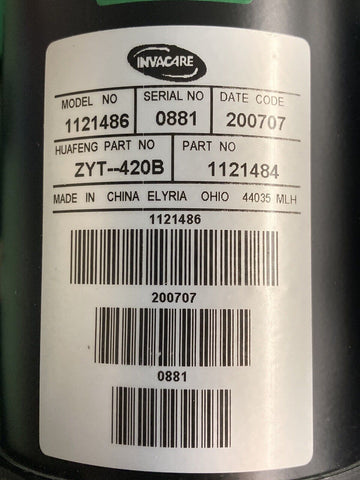 INVACARE
MODEL NO SERIAL NO DATE CODE
1121486 0881 200707
HUAFENG PART NO PART NO
ZYT--420B 1121484
MADE IN CHINA ELYRIA OHIO 44035 MLH
1121486
200707
0881